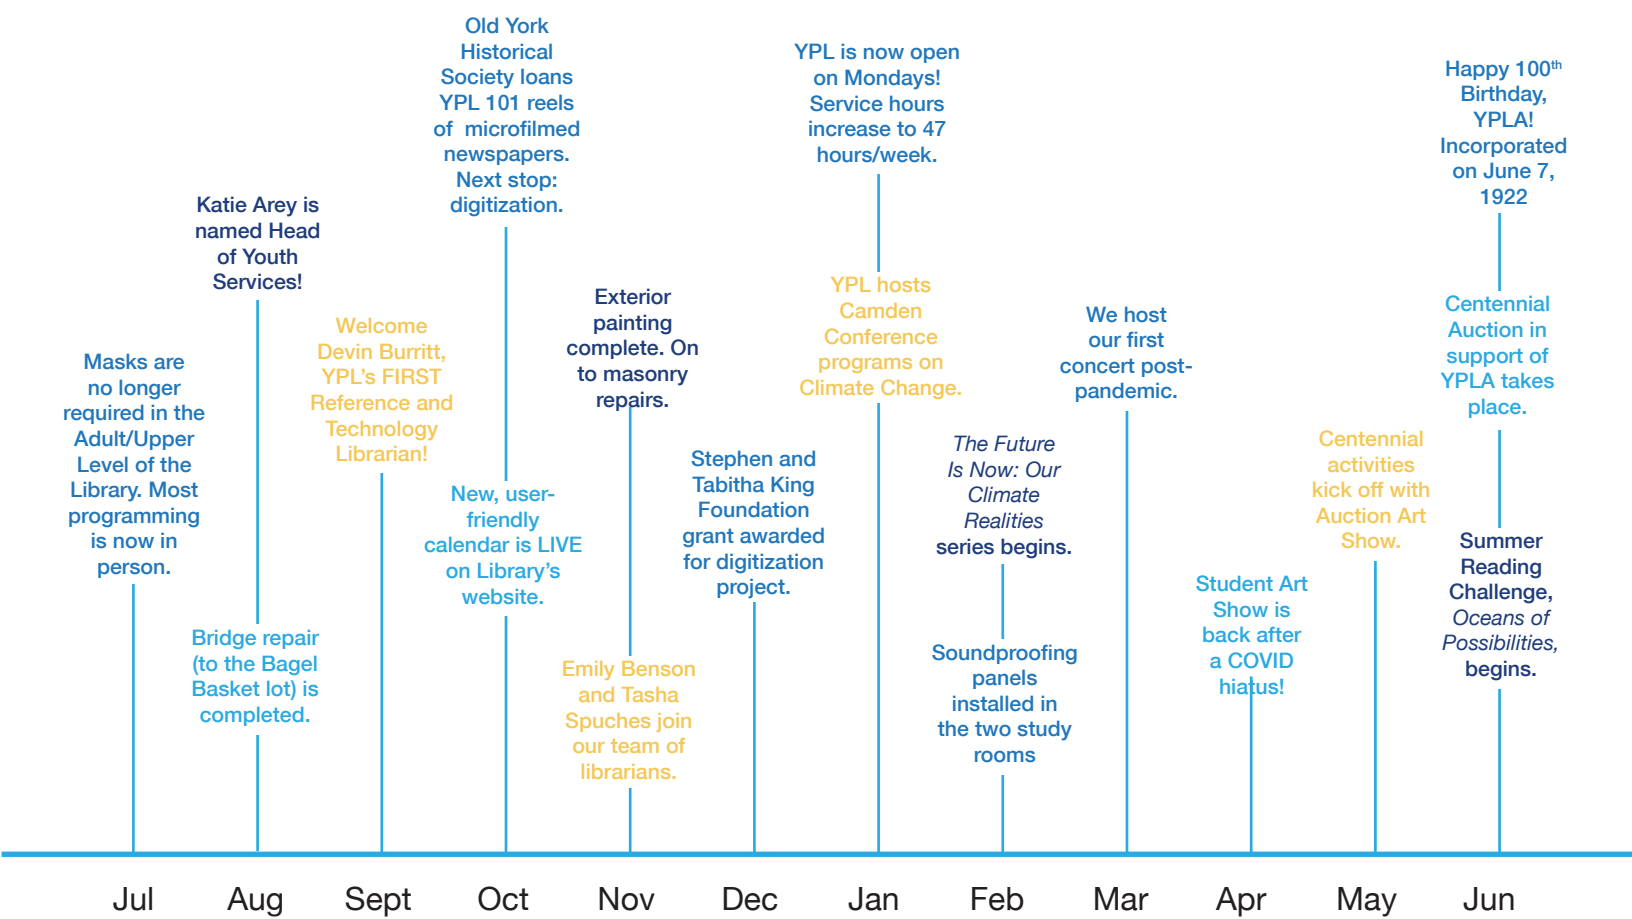 Masks are
no longer
required in the
Adult/Upper
Level of the
Library. Most
programming
is now in
person.
Katie Arey is
named Head
of Youth
Services!
Bridge repair
(to the Bagel
Basket lot) is
completed.
Welcome
Devin Burritt,
YPL’s FIRST
Reference and
Technology
Librarian!
Old York
Historical
Society loans
YPL 101 reels
of microfilmed
newspapers.
Next stop:
digitization.
New, user-
friendly
calendar is LIVE
on Library’s
website.
Exterior
painting
complete. On
to masonry
repairs.
Emily Benson
and Tasha
Spuches join
our team of
librarians.
Stephen and
Tabitha King
Foundation
grant awarded
for digitization
project.
YPL is now open
on Mondays!
Service hours
increase to 47
hours/week.
YPL hosts
Camden
Conference
programs on
Climate Change.
The Future
Is Now: Our
Climate
Realities
series begins.
Soundproofing
panels
installed in
the two study
rooms
We host
our first
concert post-
pandemic.
Student Art
Show is
back after
a COVID
hiatus!
Centennial
activities
kick off with
Auction Art
Show.
Happy 100th
Birthday,
YPLA!
Incorporated
on June 7,
1922
Centennial
Auction in
support of
YPLA takes
place.
Summer
Reading
Challenge,
Oceans of
Possibilities,
begins.
Jul Aug Sept Oct Nov Dec Jan Feb Mar Apr May Jun